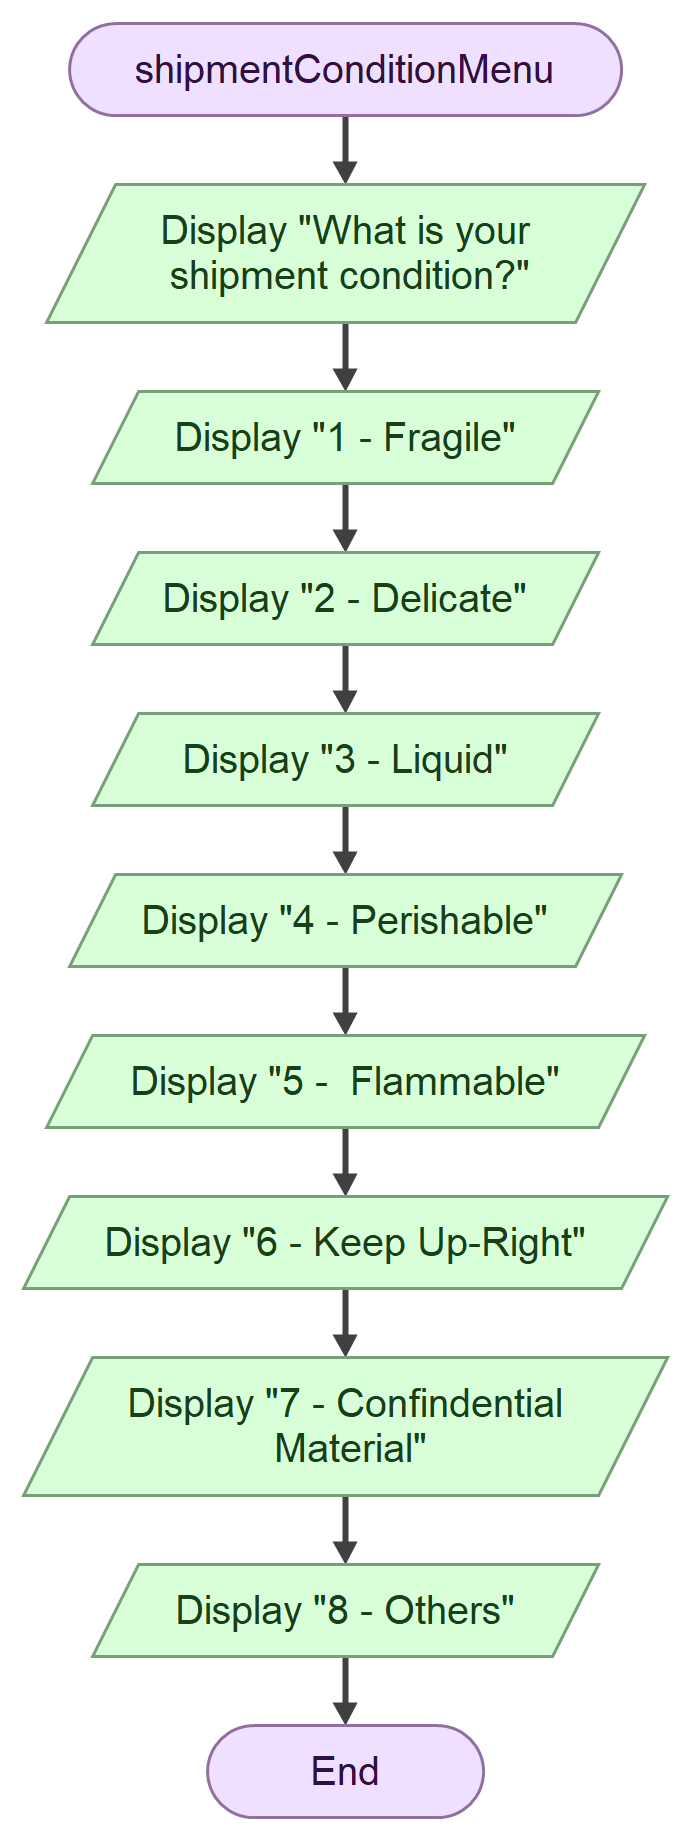 shipmentConditionMenu
Display "What is your
shipment condition?"
Display "1 - Fragile"
Display "2 - Delicate"
Display "3 - Liquid"
Display "4 - Perishable"
Display "5 -  Flammable"
Display "6 - Keep Up-Right"
Display "7 - Confindential
Material"
Display "8 - Others"
End